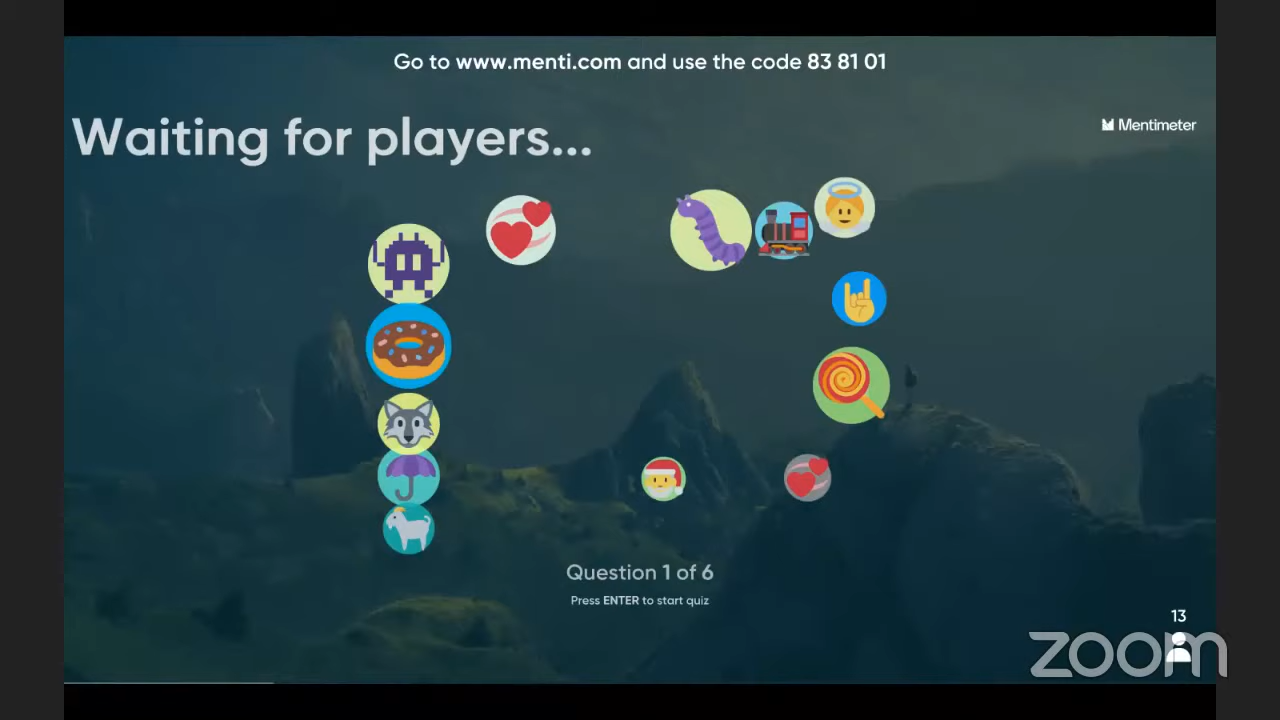 Go to www.menti.com and use the code 83 81 01
Waiting for players...
Mentimeter
Question 1 of 6
Press ENTER to start quiz
13
zoom